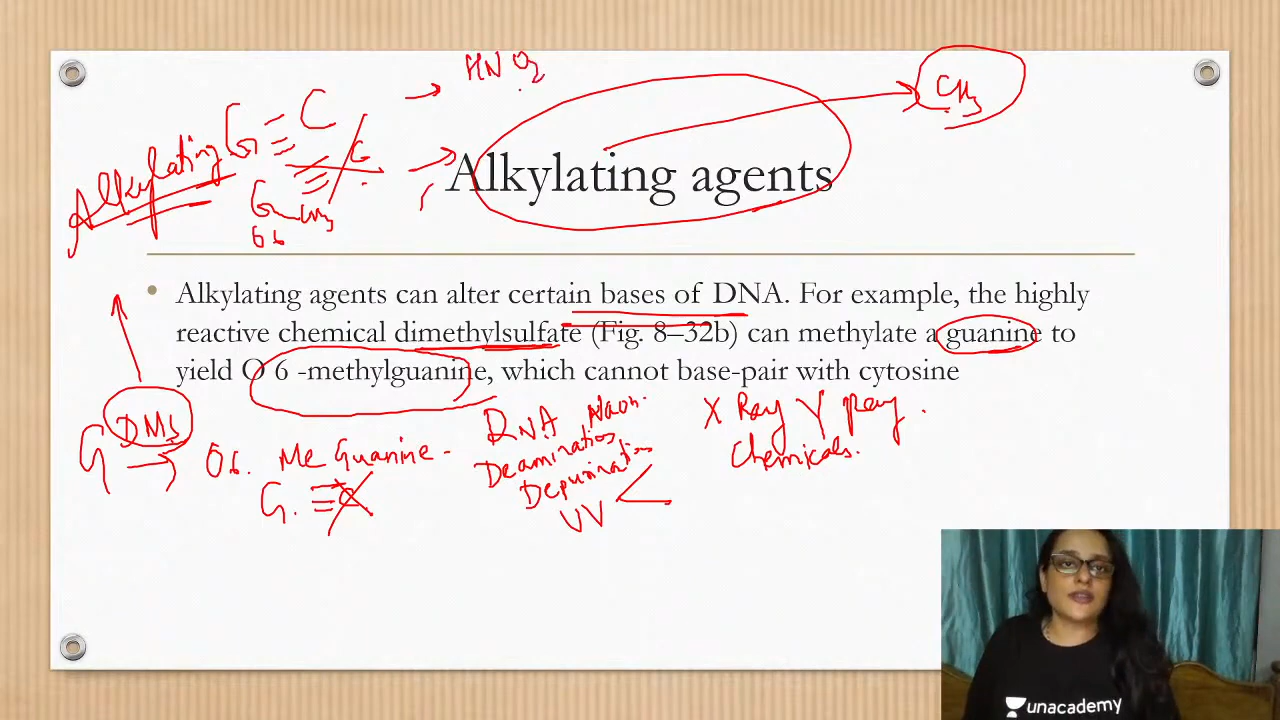 HNO2
CH3
G ≡ C
Alkylating
G - CH3
O6
Alkylating agents
• Alkylating agents can alter certain bases of DNA. For example, the highly
reactive chemical dimethylsulfate (Fig. 8–32b) can methylate a guanine to
yield O 6 -methylguanine, which cannot base-pair with cytosine
DMS
G → O6. Me Guanine -
G. ≡ C
DNA
Deamination
Depurination
UV
X Ray γ Ray.
Chemicals.
unacademy